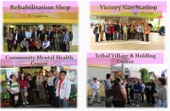 Rehabilitation Shop
Victory Gas Station
Community Mental Health
Center
Tribal Village & Holding
Center